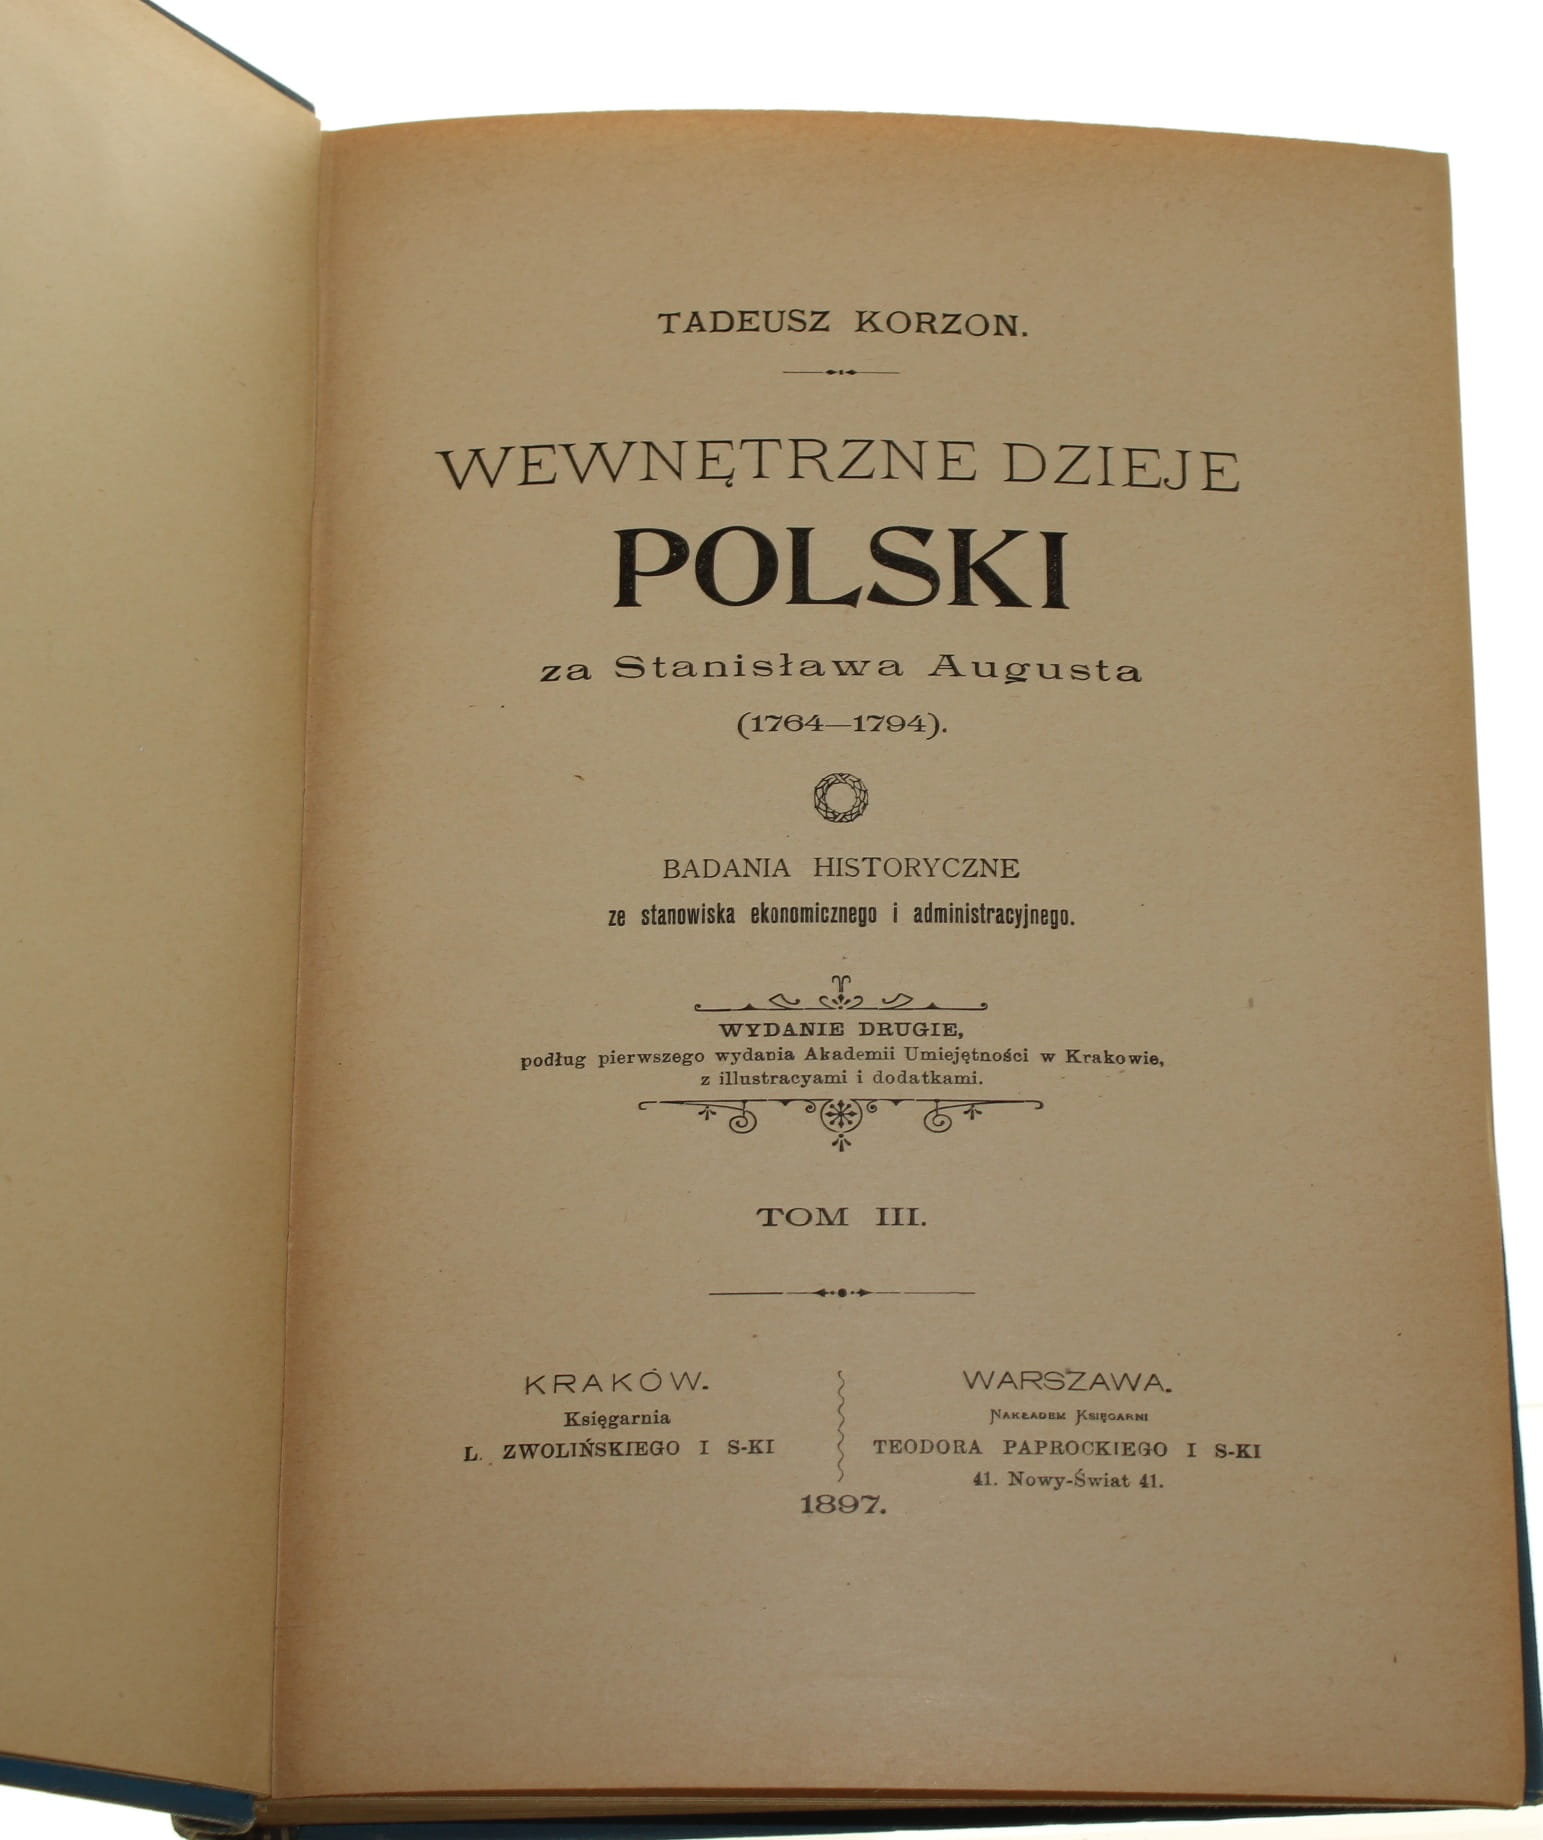 TADEUSZ KORZON.
WEWNĘTRZNE DZIEJE
POLSKI
za Stanisława Augusta
(1764—1794).
BADANIA HISTORYCZNE
ze stanowiska ekonomicznego i administracyjnego.
WYDANIE DRUGIE,
podług pierwszego wydania Akademii Umiejętności w Krakowie,
z illustracyami i dodatkami.
TOM III.
KRAKÓW.
Księgarnia
L. ZWOLIŃSKIEGO I S-KI
WARSZAWA.
NAKŁADEM KSIĘGARNI
TEODORA PAPROCKIEGO I S-KI
41. Nowy-Świat 41.
1897.